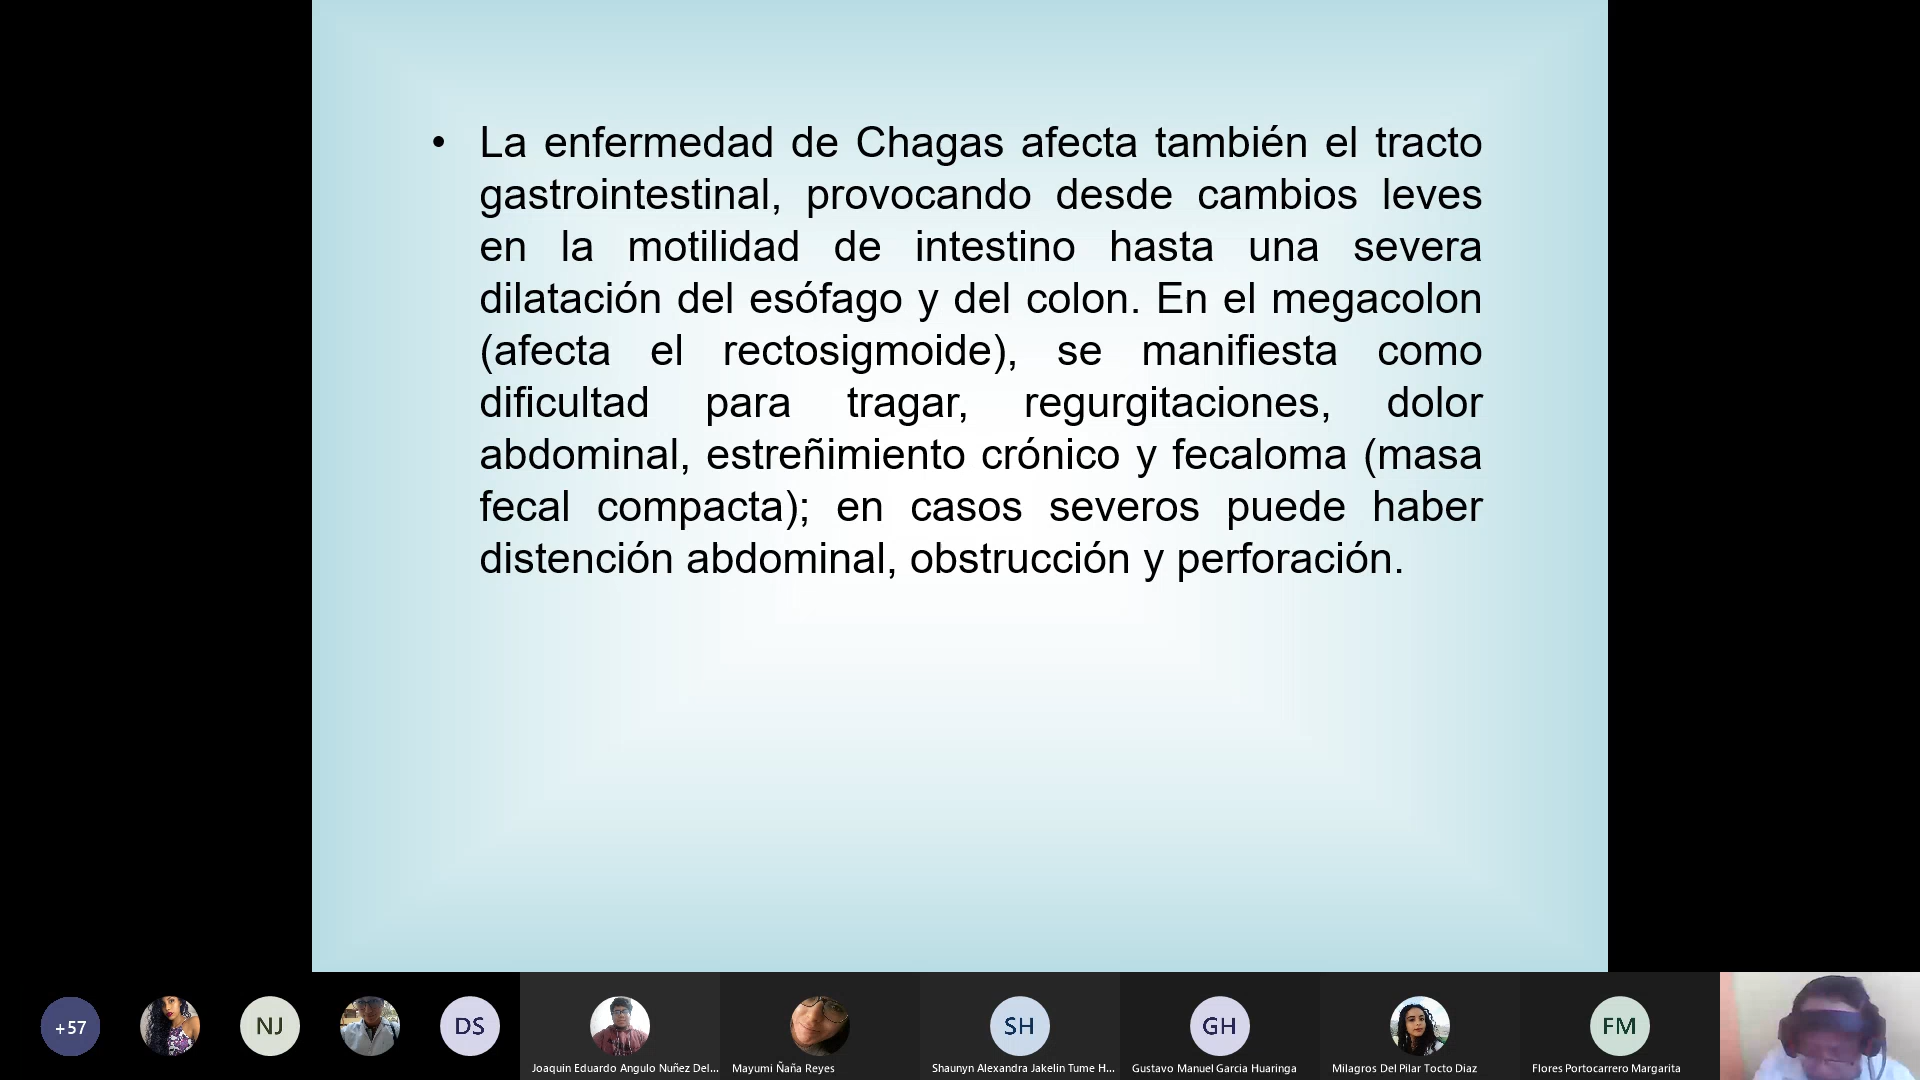 • La enfermedad de Chagas afecta también el tracto
gastrointestinal, provocando desde cambios leves
en la motilidad de intestino hasta una severa
dilatación del esófago y del colon. En el megacolon
(afecta el rectosigmoide), se manifiesta como
dificultad para tragar, regurgitaciones, dolor
abdominal, estreñimiento crónico y fecaloma (masa
fecal compacta); en casos severos puede haber
distención abdominal, obstrucción y perforación.
+57
NJ
DS
SH
GH
FM
Joaquin Eduardo Angulo Nuñez Del...
Mayumi Ñaña Reyes
Shaunyn Alexandra Jakelin Tume H...
Gustavo Manuel Garcia Huaringa
Milagros Del Pilar Tocto Diaz
Flores Portocarrero Margarita